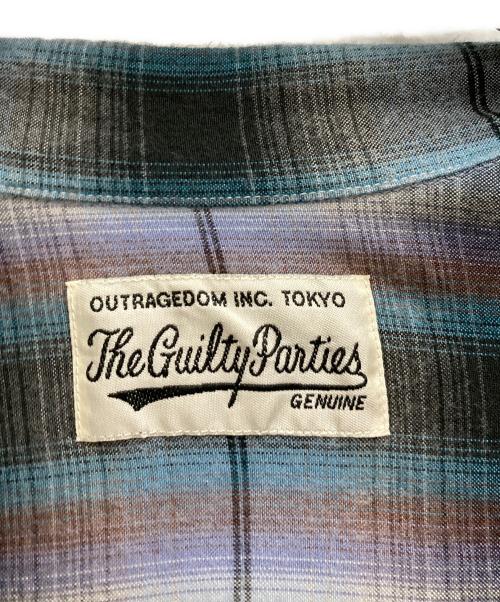 OUTRAGEDOM INC. TOKYO
The Guilty Parties
GENUINE